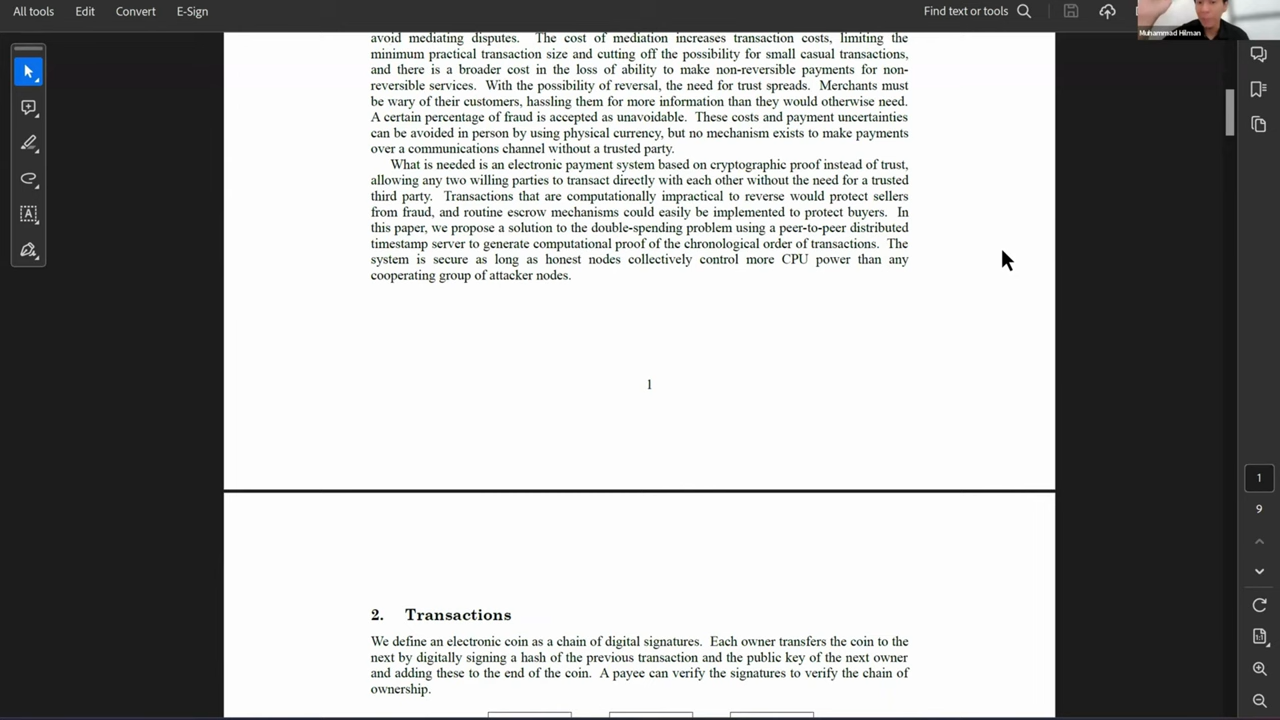 All tools Edit Convert E-Sign Find text or tools
Muhammad Hilman
avoid mediating disputes. The cost of mediation increases transaction costs, limiting the
minimum practical transaction size and cutting off the possibility for small casual transactions,
and there is a broader cost in the loss of ability to make non-reversible payments for non-
reversible services. With the possibility of reversal, the need for trust spreads. Merchants must
be wary of their customers, hassling them for more information than they would otherwise need.
A certain percentage of fraud is accepted as unavoidable. These costs and payment uncertainties
can be avoided in person by using physical currency, but no mechanism exists to make payments
over a communications channel without a trusted party.
What is needed is an electronic payment system based on cryptographic proof instead of trust,
allowing any two willing parties to transact directly with each other without the need for a trusted
third party. Transactions that are computationally impractical to reverse would protect sellers
from fraud, and routine escrow mechanisms could easily be implemented to protect buyers. In
this paper, we propose a solution to the double-spending problem using a peer-to-peer distributed
timestamp server to generate computational proof of the chronological order of transactions. The
system is secure as long as honest nodes collectively control more CPU power than any
cooperating group of attacker nodes.
1
1
9
2. Transactions
We define an electronic coin as a chain of digital signatures. Each owner transfers the coin to the
next by digitally signing a hash of the previous transaction and the public key of the next owner
and adding these to the end of the coin. A payee can verify the signatures to verify the chain of
ownership.